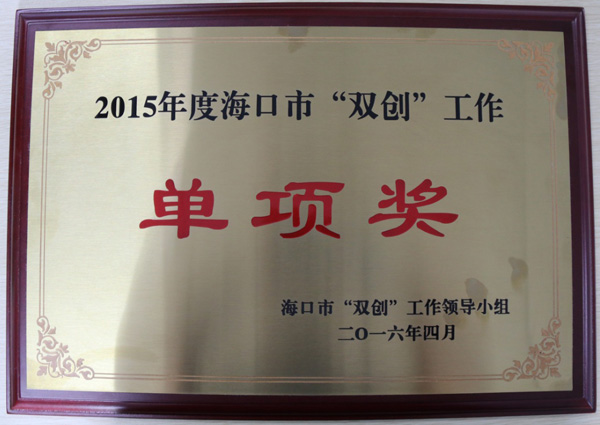 2015年度海口市“双创”工作
单项奖
海口市“双创”工作领导小组
二〇一六年四月